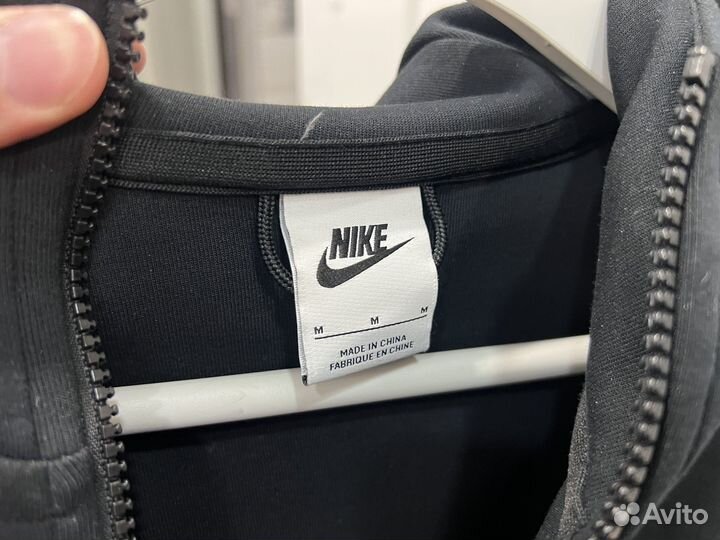 NIKE
M M M
MADE IN CHINA
FABRIQUE EN CHINE
Avito